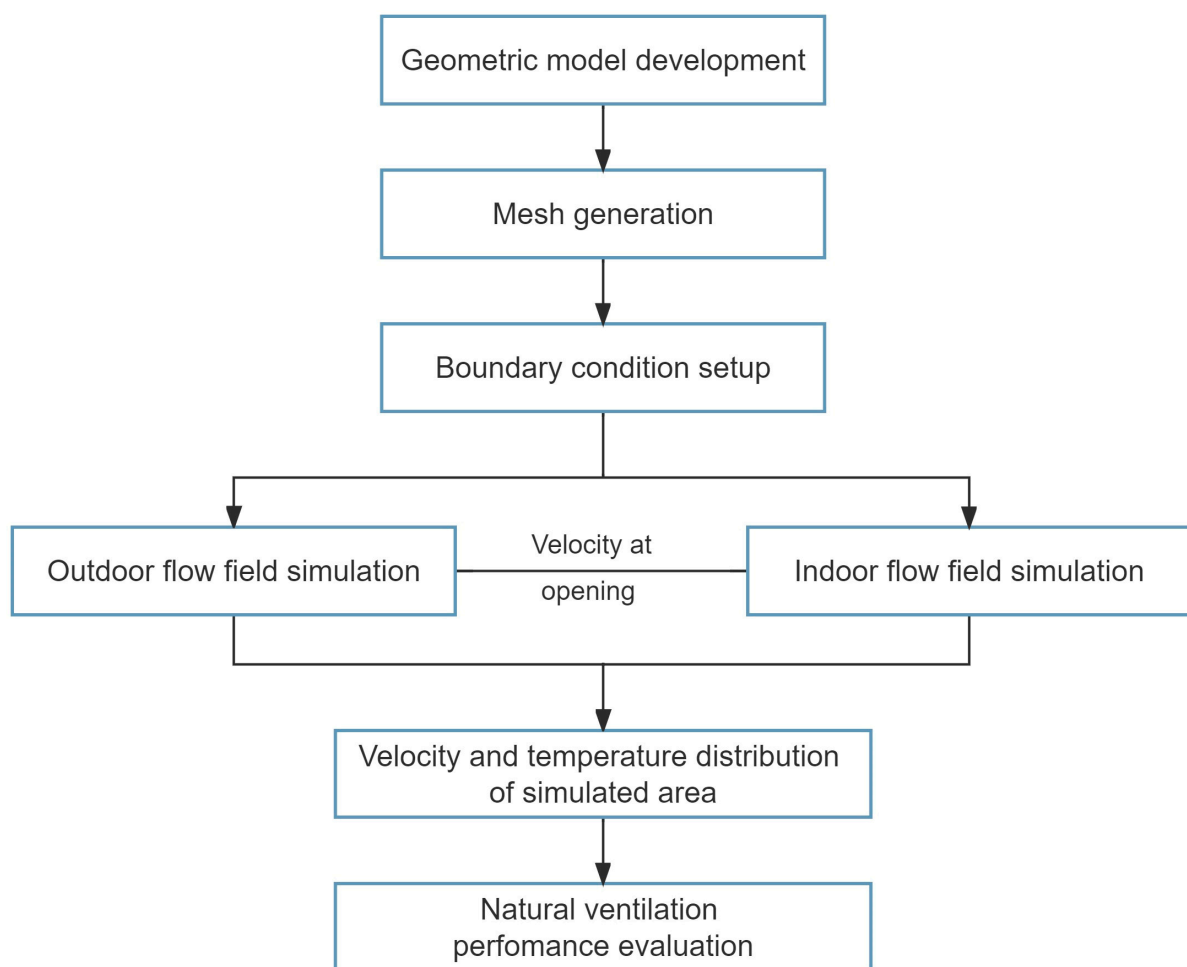 Geometric model development
Mesh generation
Boundary condition setup
Outdoor flow field simulation
Velocity at
opening
Indoor flow field simulation
Velocity and temperature distribution
of simulated area
Natural ventilation
perfomance evaluation